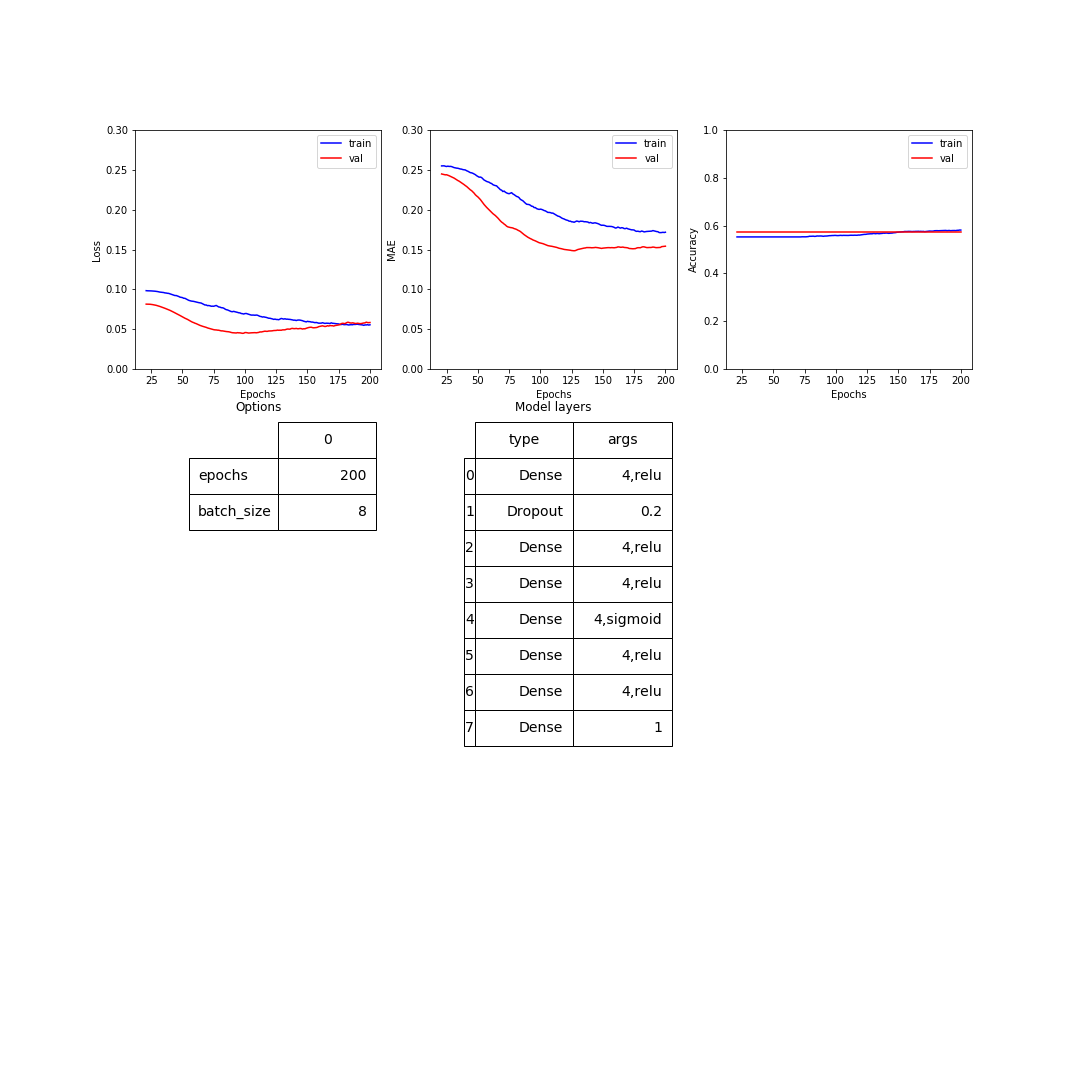 0.30
0.25
0.20
0.15
0.10
0.05
0.00
Loss
train
val
25 50 75 100 125 150 175 200
Epochs
0.30
0.25
0.20
0.15
0.10
0.05
0.00
MAE
train
val
25 50 75 100 125 150 175 200
Epochs
1.0
0.8
0.6
0.4
0.2
0.0
Accuracy
train
val
25 50 75 100 125 150 175 200
Epochs
Options
0
epochs 200
batch_size 8
Model layers
type args
0 Dense 4,relu
1 Dropout 0.2
2 Dense 4,relu
3 Dense 4,relu
4 Dense 4,sigmoid
5 Dense 4,relu
6 Dense 4,relu
7 Dense 1